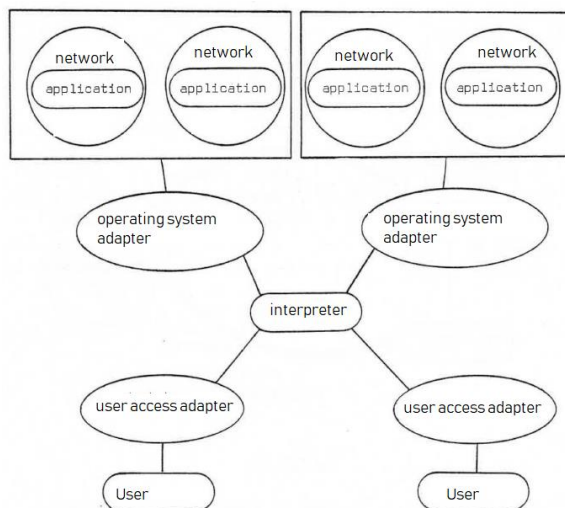 network
network
network
network
application
application
application
application
operating system
adapter
operating system
adapter
interpreter
user access adapter
user access adapter
User
User